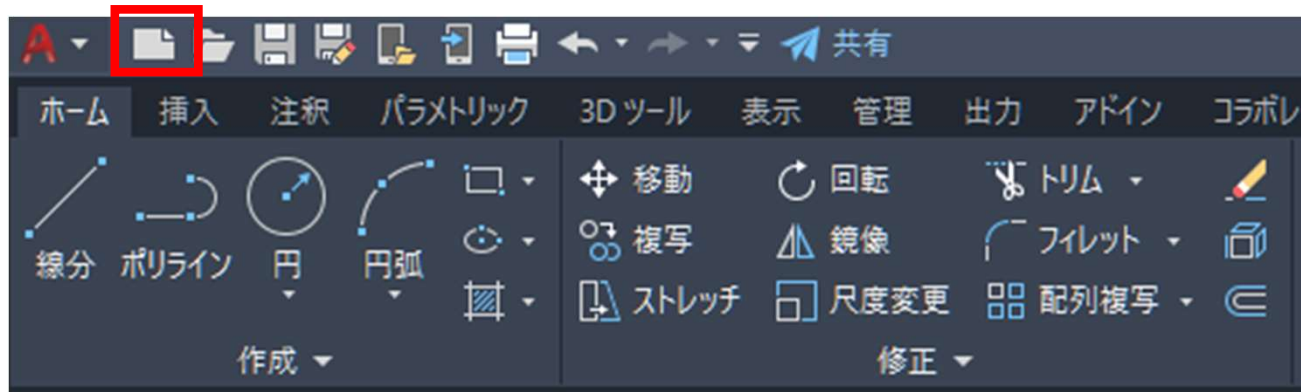 A
共有
ホーム 挿入 注釈 パラメトリック 3D ツール 表示 管理 出力 アドイン コラボレ
移動 回転 トリム
複写 鏡像 フィレット
線分 ポリライン 円 円弧
ストレッチ 尺度変更 配列複写
作成 修正